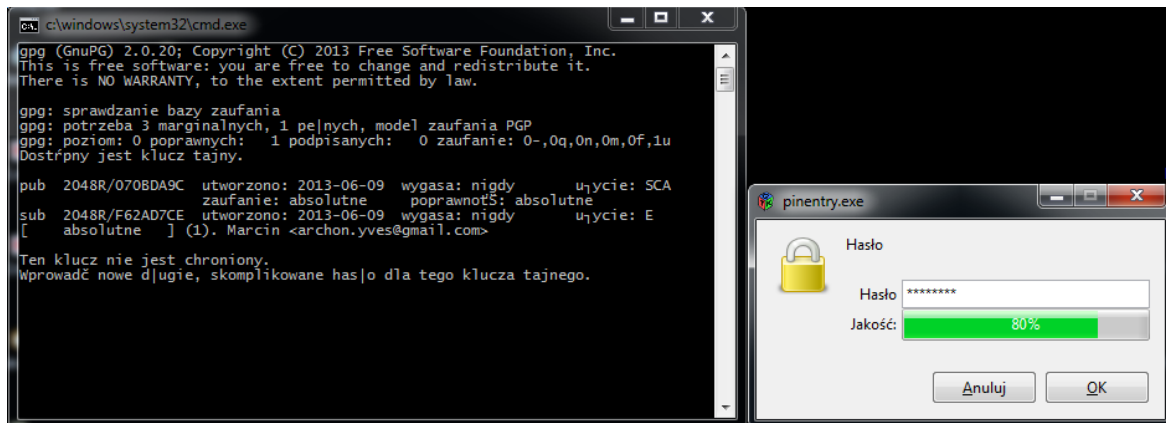 c:\windows\system32\cmd.exe
gpg (GnuPG) 2.0.20; Copyright (C) 2013 Free Software Foundation, Inc.
This is free software: you are free to change and redistribute it.
There is NO WARRANTY, to the extent permitted by law.
gpg: sprawdzanie bazy zaufania
gpg: potrzeba 3 marginalnych, 1 pe|nych, model zaufania PGP
gpg: poziom: 0 poprawnych:   1 podpisanych:   0 zaufanie: 0-,0q,0n,0m,0f,1u
Dostŕpny jest klucz tajny.
pub  2048R/070BDA9C  utworzono: 2013-06-09  wygasa: nigdy       u┐ycie: SCA
zaufanie: absolutne     poprawnoťŠ: absolutne
sub  2048R/F62AD7CE  utworzono: 2013-06-09  wygasa: nigdy       u┐ycie: E
[    absolutne   ] (1). Marcin <archon.yves@gmail.com>
Ten klucz nie jest chroniony.
Wprowadč nowe d|ugie, skomplikowane has|o dla tego klucza tajnego.
pinentry.exe
Hasło
Hasło ********
Jakość: 80%
Anuluj OK